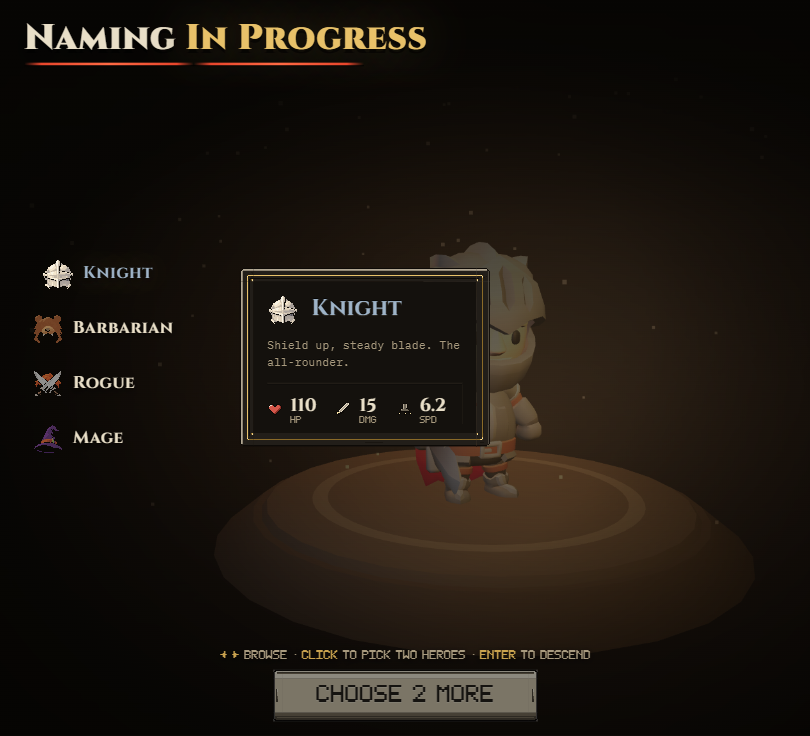 NAMING IN PROGRESS
KNIGHT
BARBARIAN
ROGUE
MAGE
KNIGHT
Shield up, steady blade. The
all-rounder.
110 15 6.2
HP DMG SPD
BROWSE · CLICK TO PICK TWO HEROES · ENTER TO DESCEND
CHOOSE 2 MORE